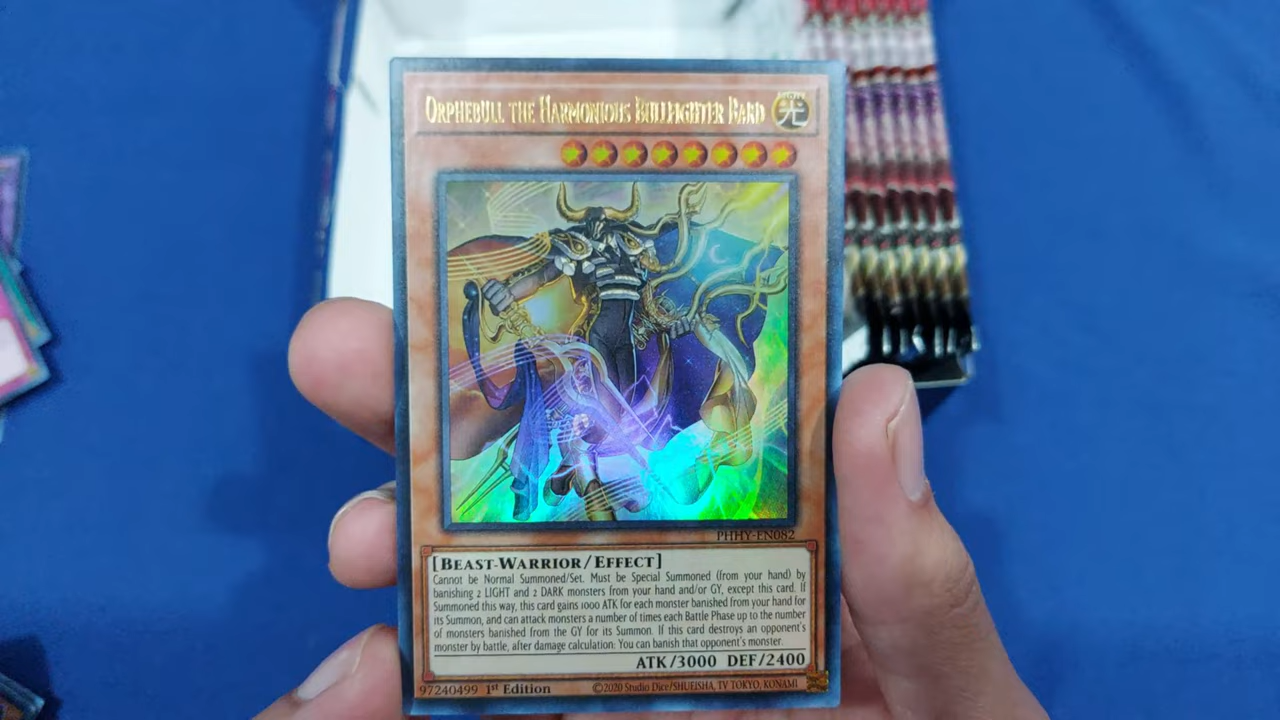 ORPHEBULL THE HARMONIOUS BULLFIGHTER BARD
光
PHHY-EN082
[BEAST-WARRIOR/EFFECT]
Cannot be Normal Summoned/Set. Must be Special Summoned (from your hand) by
banishing 2 LIGHT and 2 DARK monsters from your hand and/or GY, except this card. If
Summoned this way, this card gains 1000 ATK for each monster banished from your hand for
its Summon, and can attack monsters a number of times each Battle Phase up to the number
of monsters banished from the GY for its Summon. If this card destroys an opponent's
monster by battle, after damage calculation: You can banish that opponent's monster.
ATK/3000 DEF/2400
97240499 1st Edition ©2020 Studio Dice/SHUEISHA, TV TOKYO, KONAMI